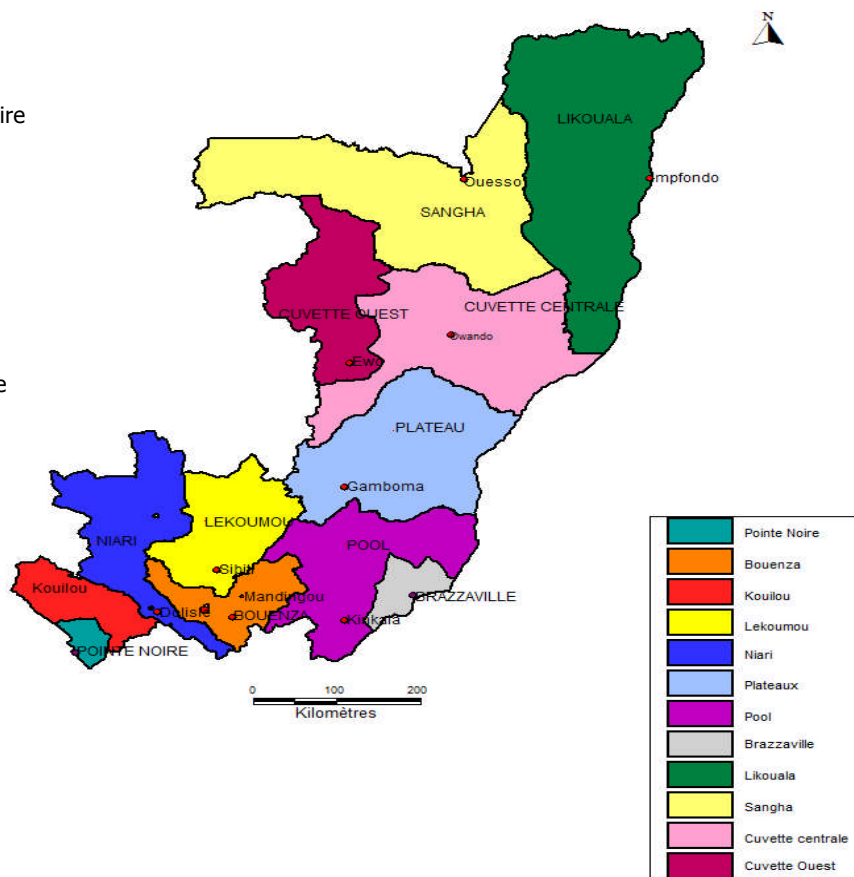 N
ire
LIKOUALA
Ouesso
mpfondo
SANGHA
CUVETTE CENTRALE
CUVETTE OUEST
Owando
Ewo
e
PLATEAU
Gamboma
LEKOUMOU
NIARI
POOL
Sibiti
Kouilou
Mandingou
BRAZZAVILLE
Dolisie
BOUENZA
Kinkala
POINTE NOIRE
0 100 200
Kilomètres
Pointe Noire
Bouenza
Kouilou
Lekoumou
Niari
Plateaux
Pool
Brazzaville
Likouala
Sangha
Cuvette centrale
Cuvette Ouest